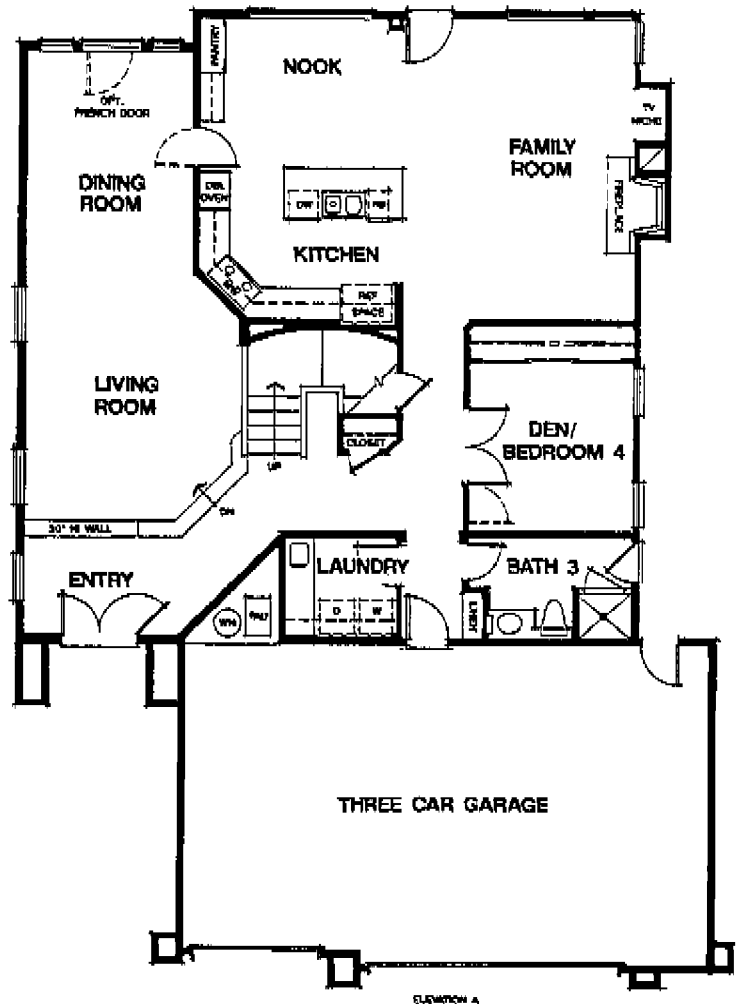 PANTRY
NOOK
OPT.
FRENCH DOOR
TV
NICHE
FAMILY
ROOM
DINING
ROOM
DBL
OVEN
DW
FIREPLACE
KITCHEN
REF
SPACE
LIVING
ROOM
CLOSET
DEN/
BEDROOM 4
UP
DN
30" HI WALL
ENTRY
LAUNDRY
BATH 3
WH
FAU
D
W
LINEN
THREE CAR GARAGE
ELEVATION A